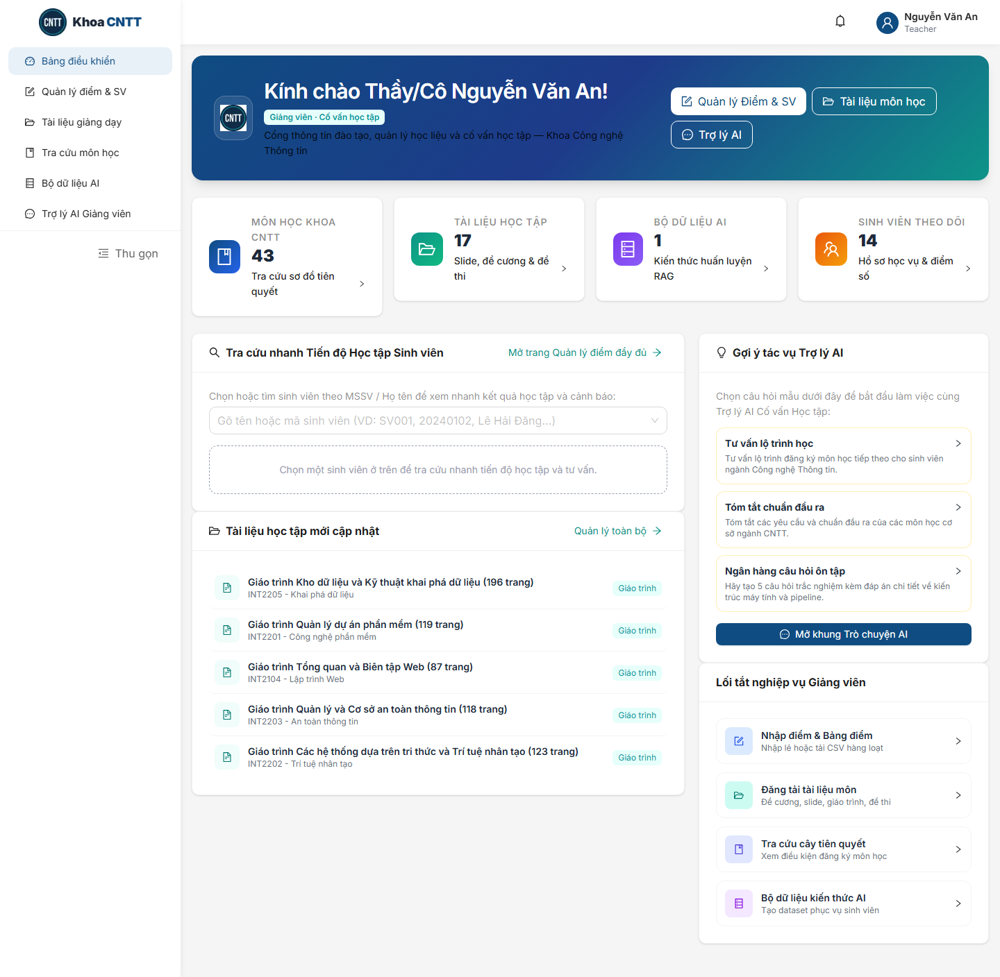 CNTT Khoa CNTT
Bảng điều khiển
Quản lý điểm & SV
Tài liệu giảng dạy
Tra cứu môn học
Bộ dữ liệu AI
Trợ lý AI Giảng viên
Thu gọn
Nguyễn Văn An
Teacher
CNTT
Kính chào Thầy/Cô Nguyễn Văn An!
Giảng viên · Cố vấn học tập
Cổng thông tin đào tạo, quản lý học liệu và cố vấn học tập — Khoa Công nghệ
Thông tin
Quản lý Điểm & SV
Tài liệu môn học
Trợ lý AI
MÔN HỌC KHOA
CNTT
43
Tra cứu sơ đồ tiên
quyết
TÀI LIỆU HỌC TẬP
17
Slide, đề cương & đề
thi
BỘ DỮ LIỆU AI
1
Kiến thức huấn luyện
RAG
SINH VIÊN THEO DÕI
14
Hồ sơ học vụ & điểm
số
Tra cứu nhanh Tiến độ Học tập Sinh viên
Mở trang Quản lý điểm đầy đủ
Chọn hoặc tìm sinh viên theo MSSV / Họ tên để xem nhanh kết quả học tập và cảnh báo:
Gõ tên hoặc mã sinh viên (VD: SV001, 20240102, Lê Hải Đăng...)
Chọn một sinh viên ở trên để tra cứu nhanh tiến độ học tập và tư vấn.
Tài liệu học tập mới cập nhật
Quản lý toàn bộ
Giáo trình Kho dữ liệu và Kỹ thuật khai phá dữ liệu (196 trang)
INT2205 - Khai phá dữ liệu
Giáo trình
Giáo trình Quản lý dự án phần mềm (119 trang)
INT2201 - Công nghệ phần mềm
Giáo trình
Giáo trình Tổng quan và Biên tập Web (87 trang)
INT2104 - Lập trình Web
Giáo trình
Giáo trình Quản lý và Cơ sở an toàn thông tin (118 trang)
INT2203 - An toàn thông tin
Giáo trình
Giáo trình Các hệ thống dựa trên tri thức và Trí tuệ nhân tạo (123 trang)
INT2202 - Trí tuệ nhân tạo
Giáo trình
Gợi ý tác vụ Trợ lý AI
Chọn câu hỏi mẫu dưới đây để bắt đầu làm việc cùng
Trợ lý AI Cố vấn Học tập:
Tư vấn lộ trình học
Tư vấn lộ trình đăng ký môn học tiếp theo cho sinh viên
ngành Công nghệ Thông tin.
Tóm tắt chuẩn đầu ra
Tóm tắt các yêu cầu và chuẩn đầu ra của các môn học cơ
sở ngành CNTT.
Ngân hàng câu hỏi ôn tập
Hãy tạo 5 câu hỏi trắc nghiệm kèm đáp án chi tiết về kiến
trúc máy tính và pipeline.
Mở khung Trò chuyện AI
Lối tắt nghiệp vụ Giảng viên
Nhập điểm & Bảng điểm
Nhập lẻ hoặc tải CSV hàng loạt
Đăng tải tài liệu môn
Đề cương, slide, giáo trình, đề thi
Tra cứu cây tiên quyết
Xem điều kiện đăng ký môn học
Bộ dữ liệu kiến thức AI
Tạo dataset phục vụ sinh viên